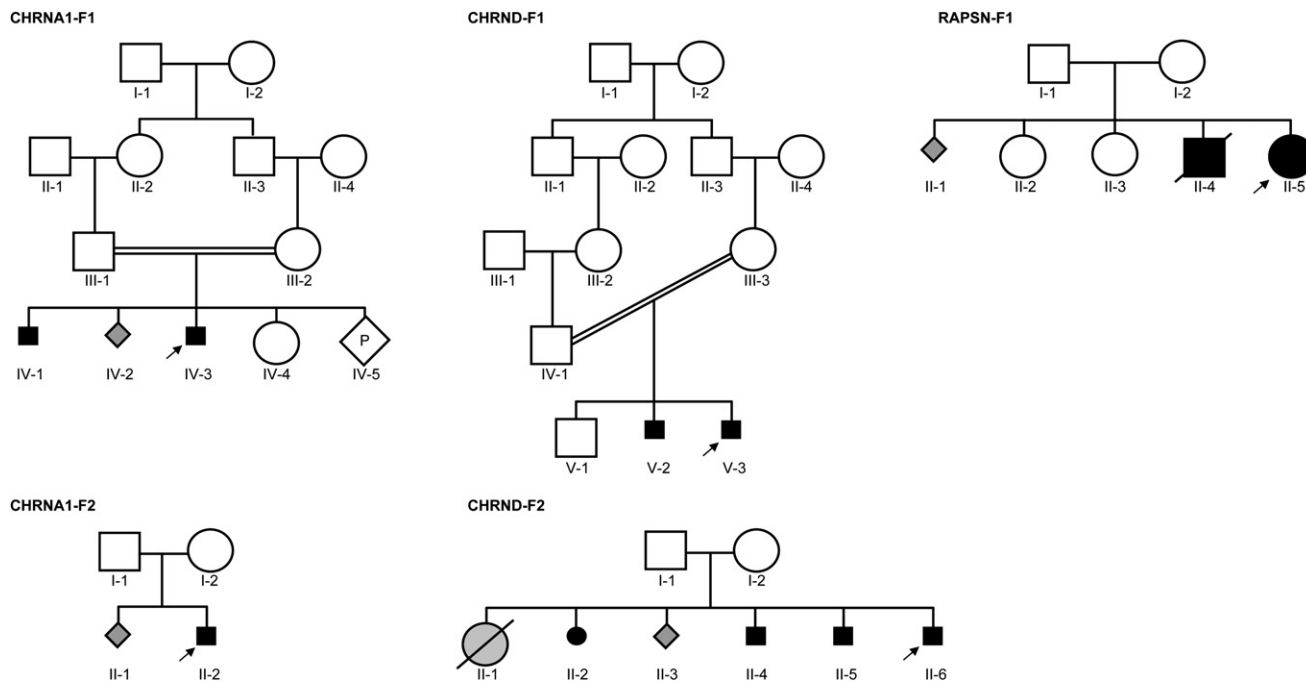 CHRNA1-F1
I-1 I-2
II-1 II-2 II-3 II-4
III-1 III-2
P
IV-1 IV-2 IV-3 IV-4 IV-5
CHRND-F1
I-1 I-2
II-1 II-2 II-3 II-4
III-1 III-2 III-3
IV-1
V-1 V-2 V-3
RAPSN-F1
I-1 I-2
II-1 II-2 II-3 II-4 II-5
CHRNA1-F2
I-1 I-2
II-1 II-2
CHRND-F2
I-1 I-2
II-1 II-2 II-3 II-4 II-5 II-6